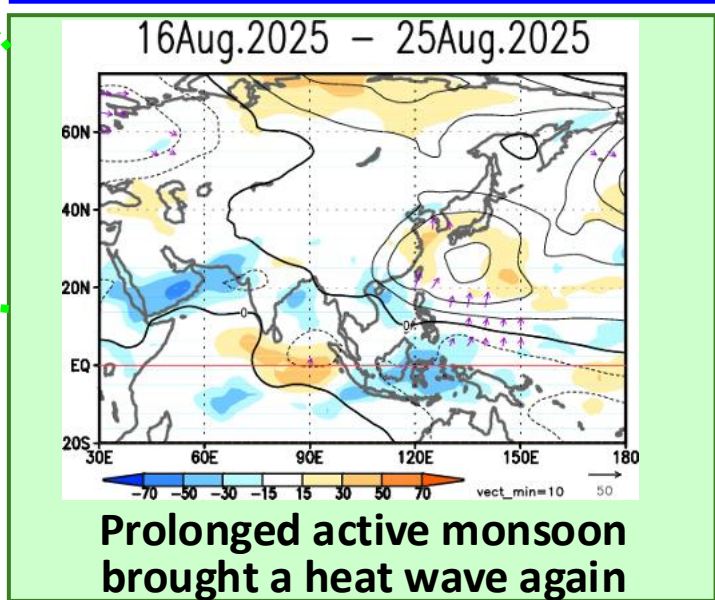 16Aug.2025 – 25Aug.2025
60N
40N
20N
EQ
20S
0
0
30E 60E 90E 120E 150E 180
-70 -50 -30 -15 15 30 50 70 vect_min=10 50
Prolonged active monsoon
brought a heat wave again